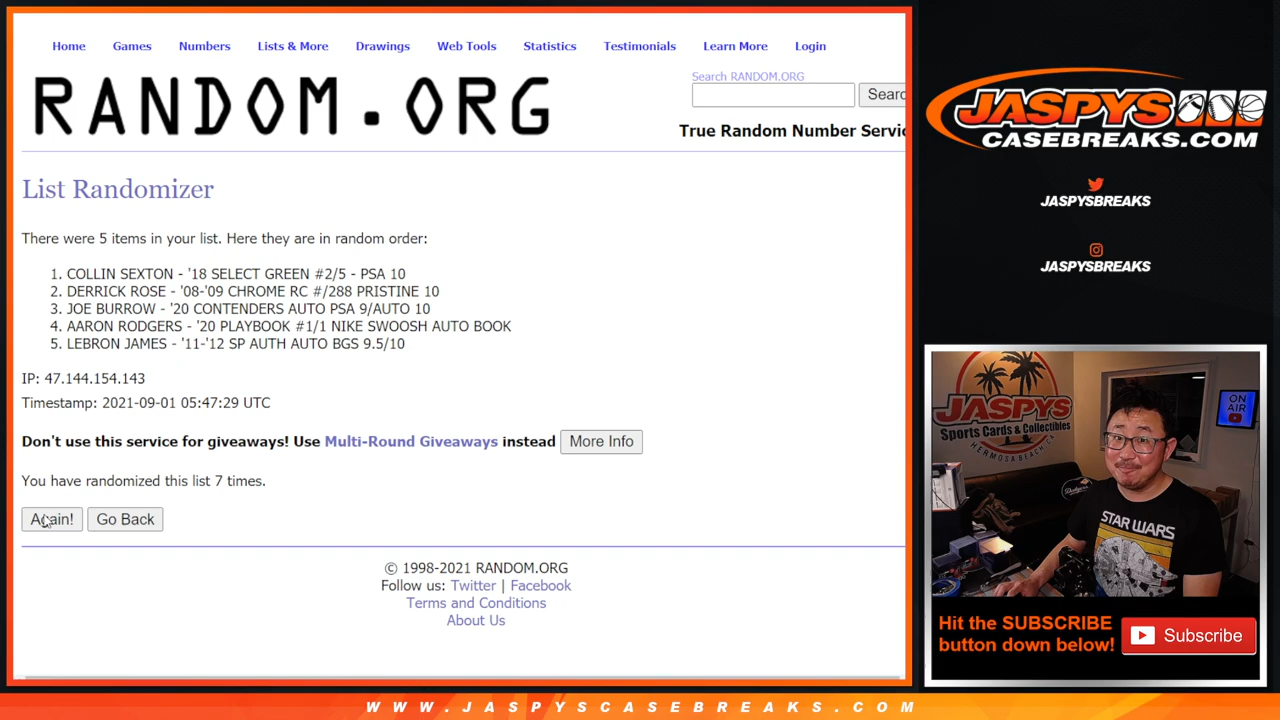 Home Games Numbers Lists & More Drawings Web Tools Statistics Testimonials Learn More Login
Search RANDOM.ORG
RANDOM.ORG
Searc
True Random Number Servic
List Randomizer
There were 5 items in your list. Here they are in random order:
1. COLLIN SEXTON - '18 SELECT GREEN #2/5 - PSA 10
2. DERRICK ROSE - '08-'09 CHROME RC #/288 PRISTINE 10
3. JOE BURROW - '20 CONTENDERS AUTO PSA 9/AUTO 10
4. AARON RODGERS - '20 PLAYBOOK #1/1 NIKE SWOOSH AUTO BOOK
5. LEBRON JAMES - '11-'12 SP AUTH AUTO BGS 9.5/10
IP: 47.144.154.143
Timestamp: 2021-09-01 05:47:29 UTC
Don't use this service for giveaways! Use Multi-Round Giveaways instead More Info
You have randomized this list 7 times.
Again! Go Back
© 1998-2021 RANDOM.ORG
Follow us: Twitter | Facebook
Terms and Conditions
About Us
JASPYS
CASEBREAKS.COM
JASPYSBREAKS
JASPYSBREAKS
JASPYS
Sports Cards & Collectibles
HERMOSA BEACH, CA
ON
AIR
Dodgers
STAR WARS
Hit the SUBSCRIBE
button down below!
Subscribe
WWW.JASPYSCASEBREAKS.COM